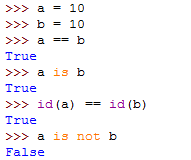 >>> a = 10
>>> b = 10
>>> a == b
True
>>> a is b
True
>>> id(a) == id(b)
True
>>> a is not b
False